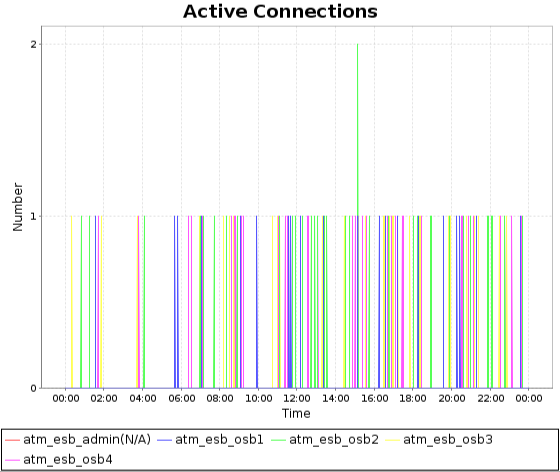 Active Connections
Number
2
1
0
00:00 02:00 04:00 06:00 08:00 10:00 12:00 14:00 16:00 18:00 20:00 22:00 00:00
Time
atm_esb_admin(N/A) atm_esb_osb1 atm_esb_osb2 atm_esb_osb3
atm_esb_osb4